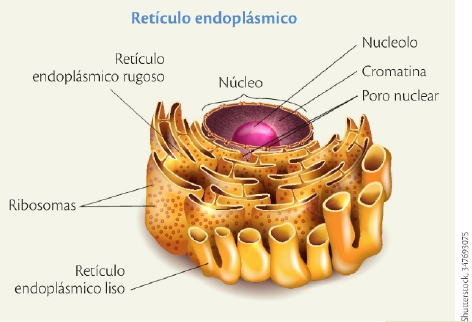 Retículo endoplásmico
Nucleolo
Retículo
endoplásmico rugoso
Núcleo
Cromatina
Poro nuclear
Ribosomas
Retículo
endoplásmico liso
Shutterstock, 347693075